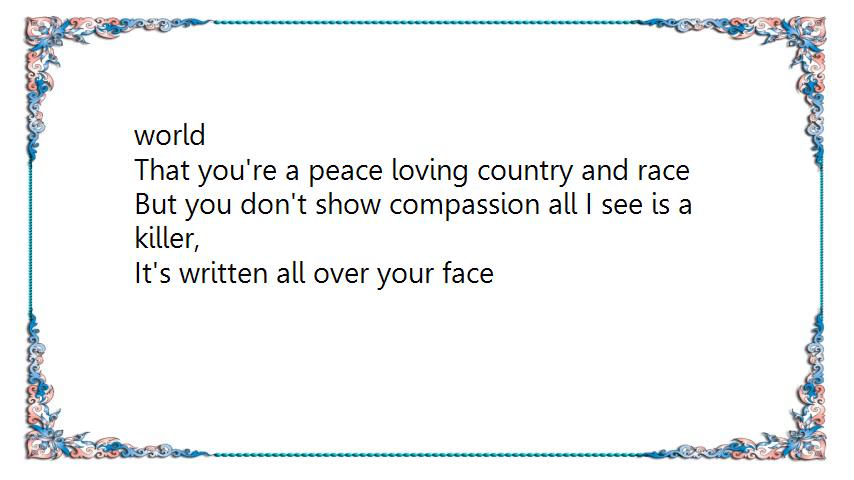 world
That you're a peace loving country and race
But you don't show compassion all I see is a
killer,
It's written all over your face